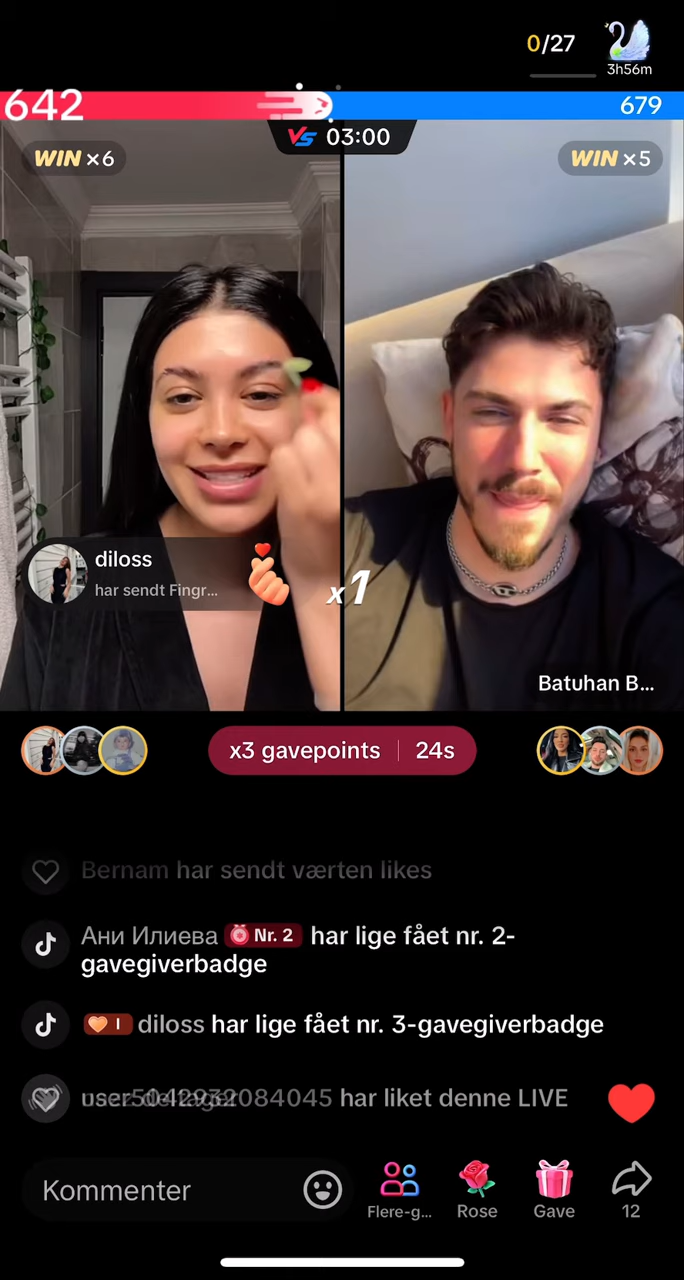 0/27
3h56m
642
679
VS 03:00
WIN ×6
WIN ×5
diloss
har sendt Fingr...
x1
Batuhan B...
x3 gavepoints | 24s
Bernam har sendt værten likes
Ани Илиева Nr. 2 har lige fået nr. 2-
gavegiverbadge
I diloss har lige fået nr. 3-gavegiverbadge
har liket denne LIVE
Kommenter
Flere-g...
Rose
Gave
12